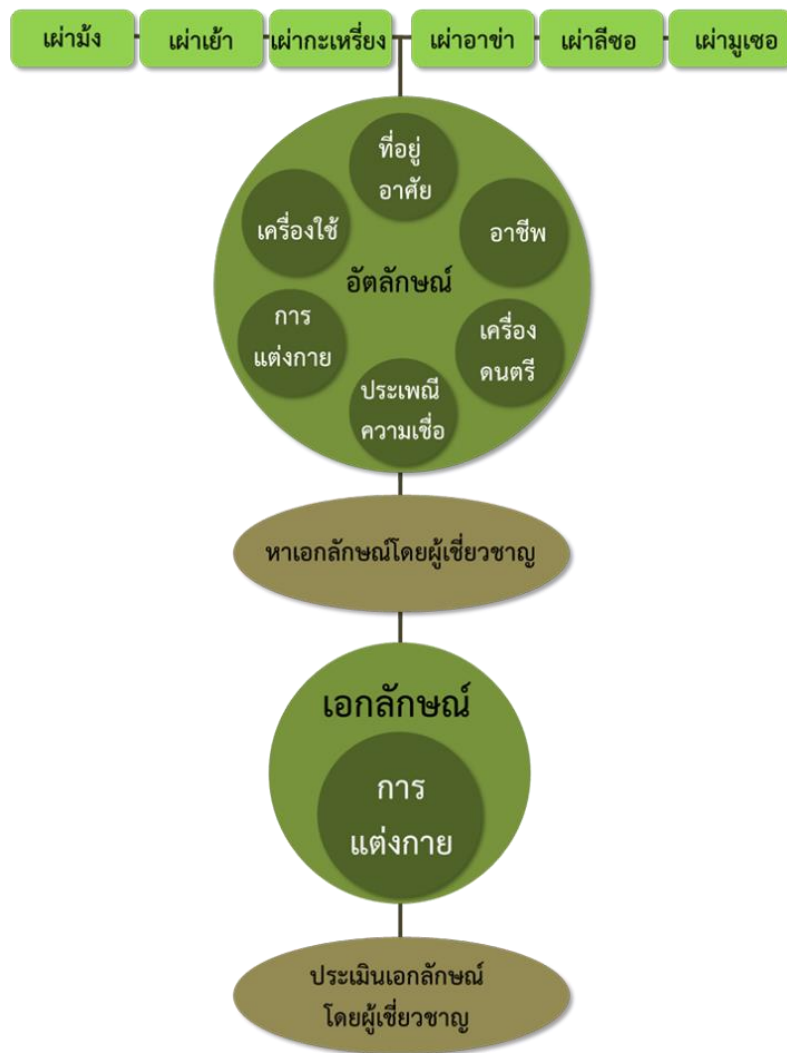 เผ่าม้ง
เผ่าเย้า
เผ่ากะเหรี่ยง
เผ่าอาข่า
เผ่าลีซอ
เผ่ามูเซอ
ที่อยู่
อาศัย
เครื่องใช้
อาชีพ
อัตลักษณ์
การ
แต่งกาย
เครื่อง
ดนตรี
ประเพณี
ความเชื่อ
หาเอกลักษณ์โดยผู้เชี่ยวชาญ
เอกลักษณ์
การ
แต่งกาย
ประเมินเอกลักษณ์
โดยผู้เชี่ยวชาญ